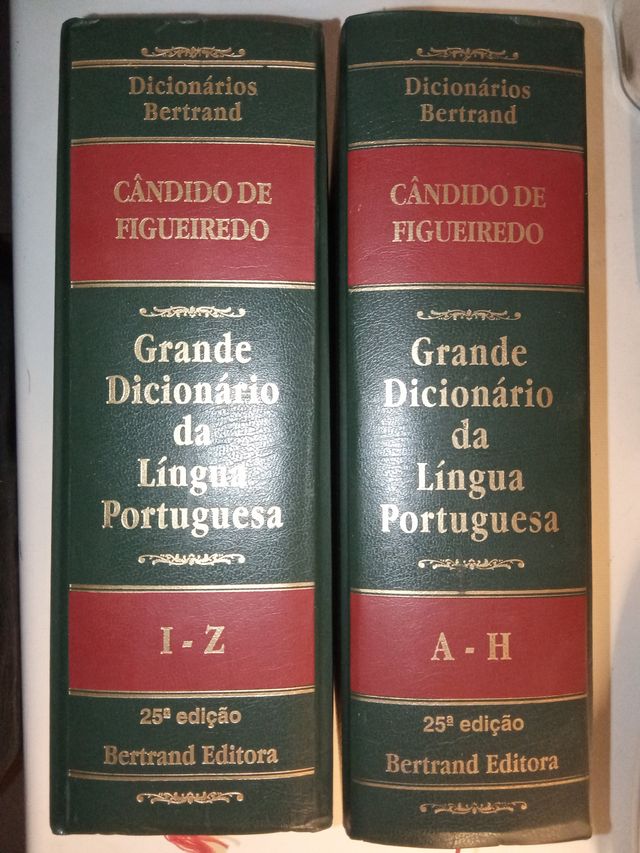 Dicionários
Bertrand
CÂNDIDO DE
FIGUEIREDO
Grande
Dicionário
da
Língua
Portuguesa
I - Z
25ª edição
Bertrand Editora
Dicionários
Bertrand
CÂNDIDO DE
FIGUEIREDO
Grande
Dicionário
da
Língua
Portuguesa
A - H
25ª edição
Bertrand Editora